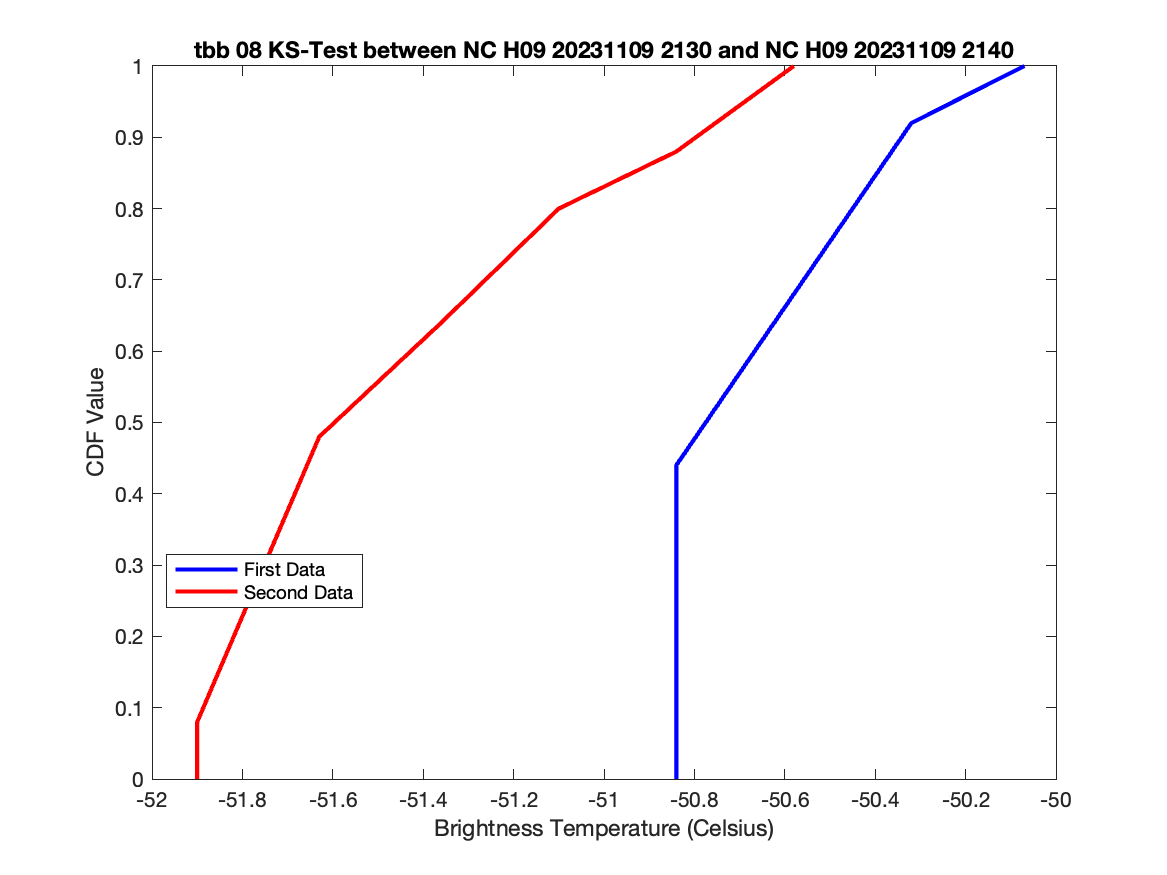 tbb 08 KS-Test between NC H09 20231109 2130 and NC H09 20231109 2140
1
0.9
0.8
0.7
0.6
0.5
0.4
0.3
0.2
0.1
0
CDF Value
First Data
Second Data
-52 -51.8 -51.6 -51.4 -51.2 -51 -50.8 -50.6 -50.4 -50.2 -50
Brightness Temperature (Celsius)